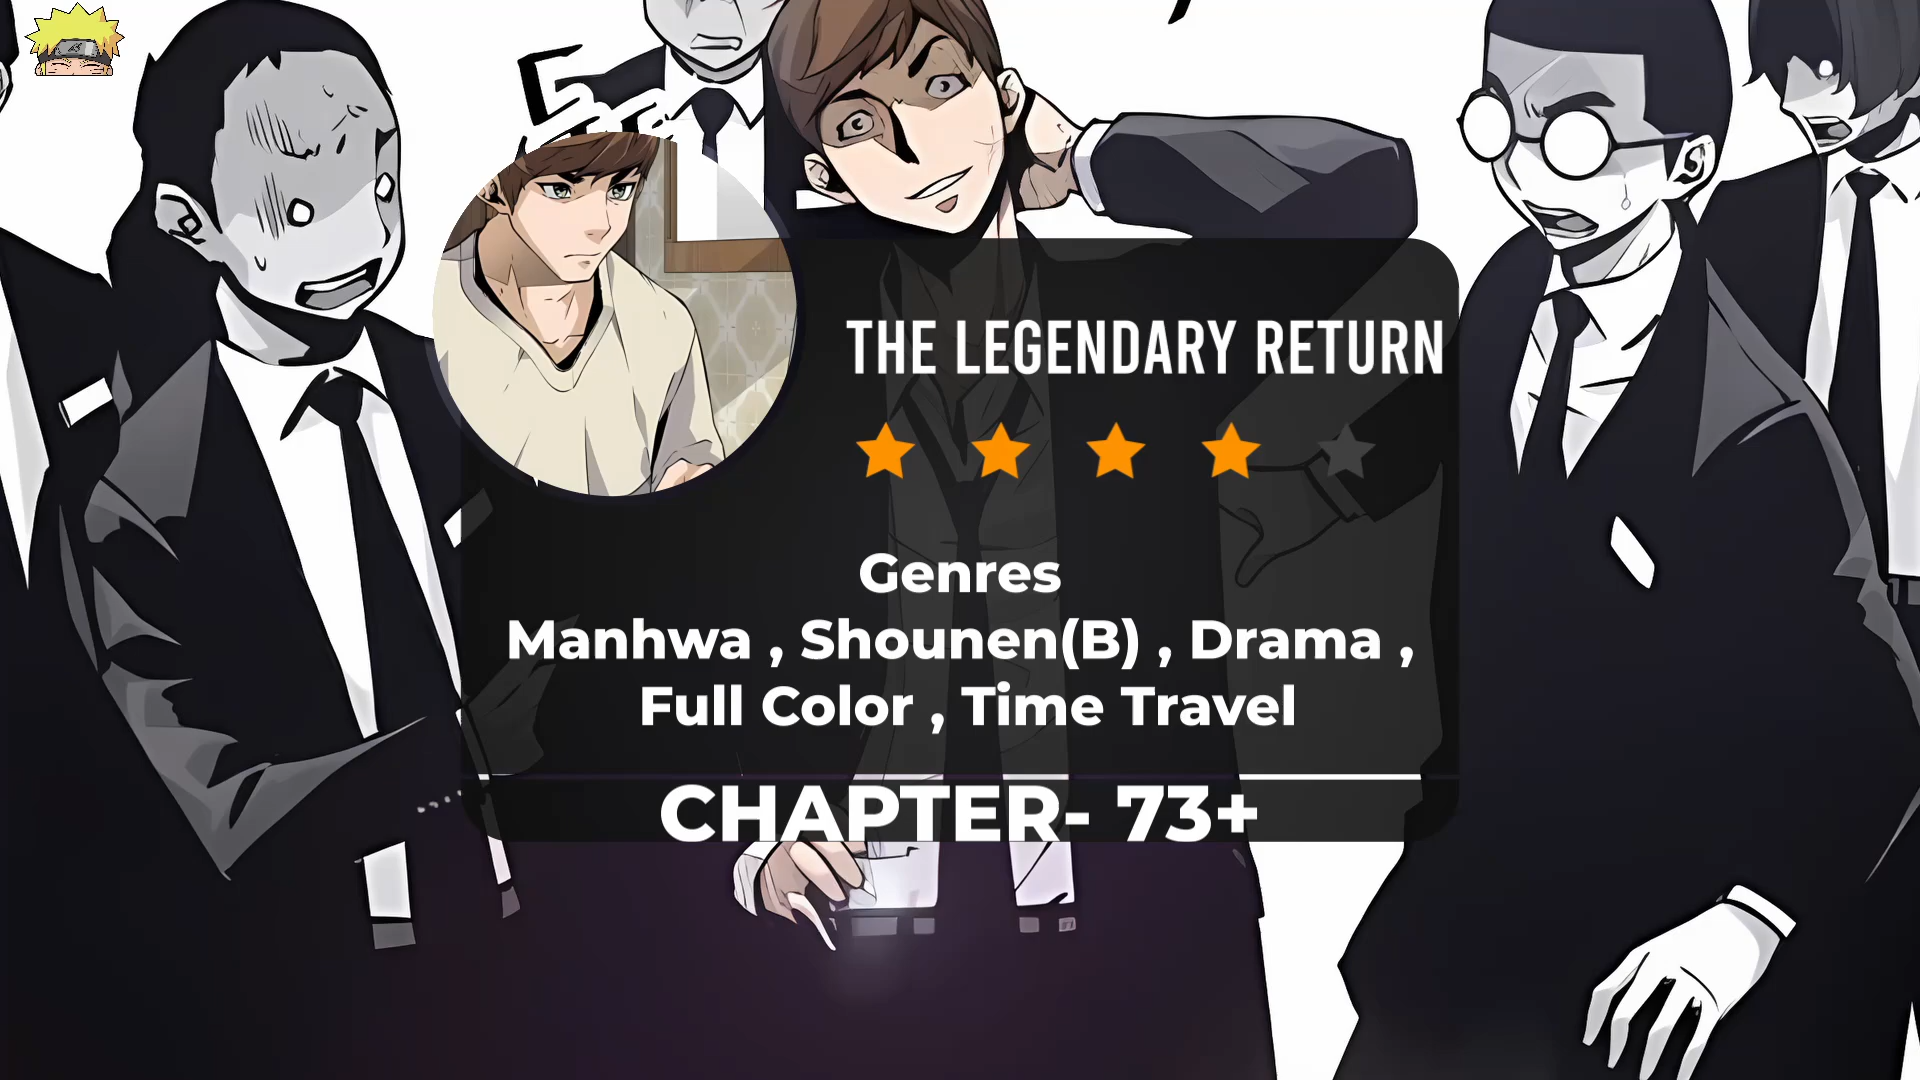 THE LEGENDARY RETURN
Genres
Manhwa , Shounen(B) , Drama ,
Full Color , Time Travel
CHAPTER- 73+